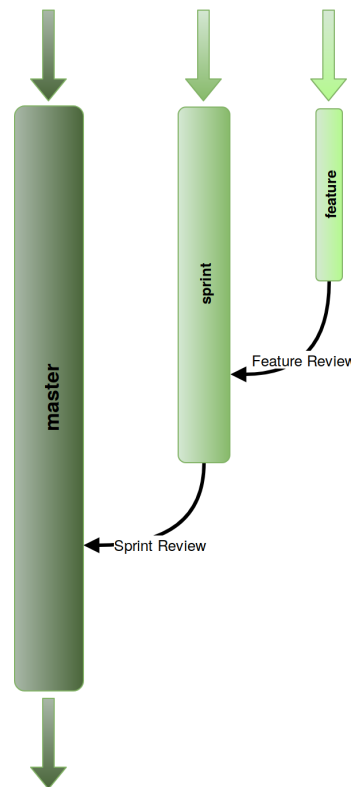 feature
sprint
Feature Review
master
Sprint Review